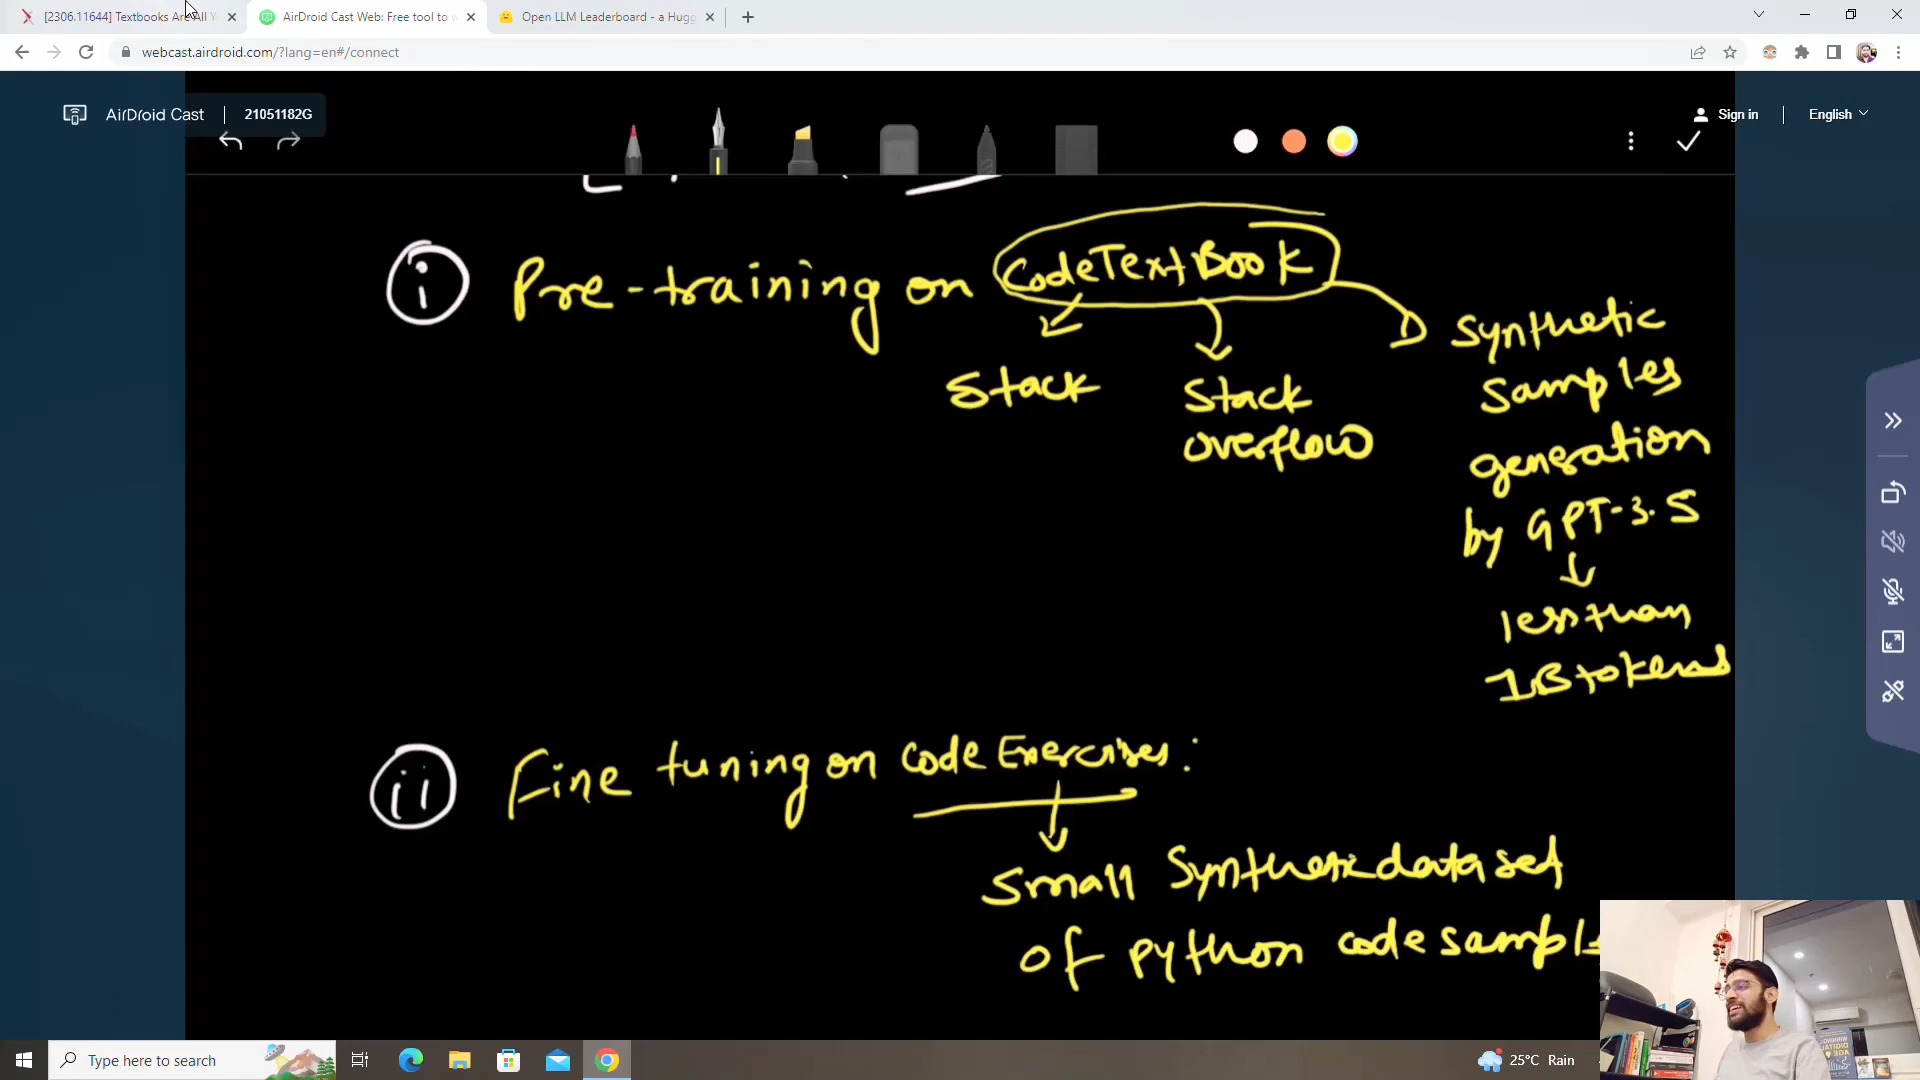 [2306.11644] Textbooks Are All Y
AirDroid Cast Web: Free tool to w
Open LLM Leaderboard - a Hugg
webcast.airdroid.com/?lang=en#/connect
AirDroid Cast
21051182G
Sign in
English
i
Pre-training on CodeTextBook
Stack
Stack
overflow
Synthetic
samples
generation
by GPT-3.5
less than
1B tokens
ii
Fine tuning on Code Exercises:
Small Synthetic dataset
of python code sampl
Type here to search
25°C Rain